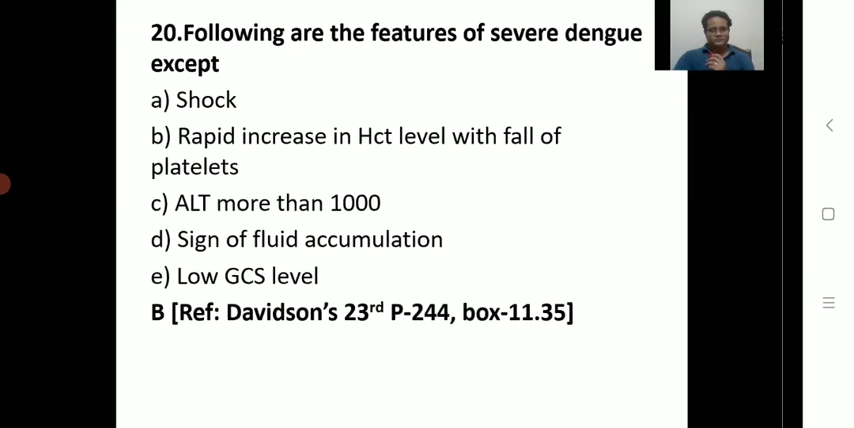 20.Following are the features of severe dengue
except
a) Shock
b) Rapid increase in Hct level with fall of
platelets
c) ALT more than 1000
d) Sign of fluid accumulation
e) Low GCS level
B [Ref: Davidson’s 23rd P-244, box-11.35]